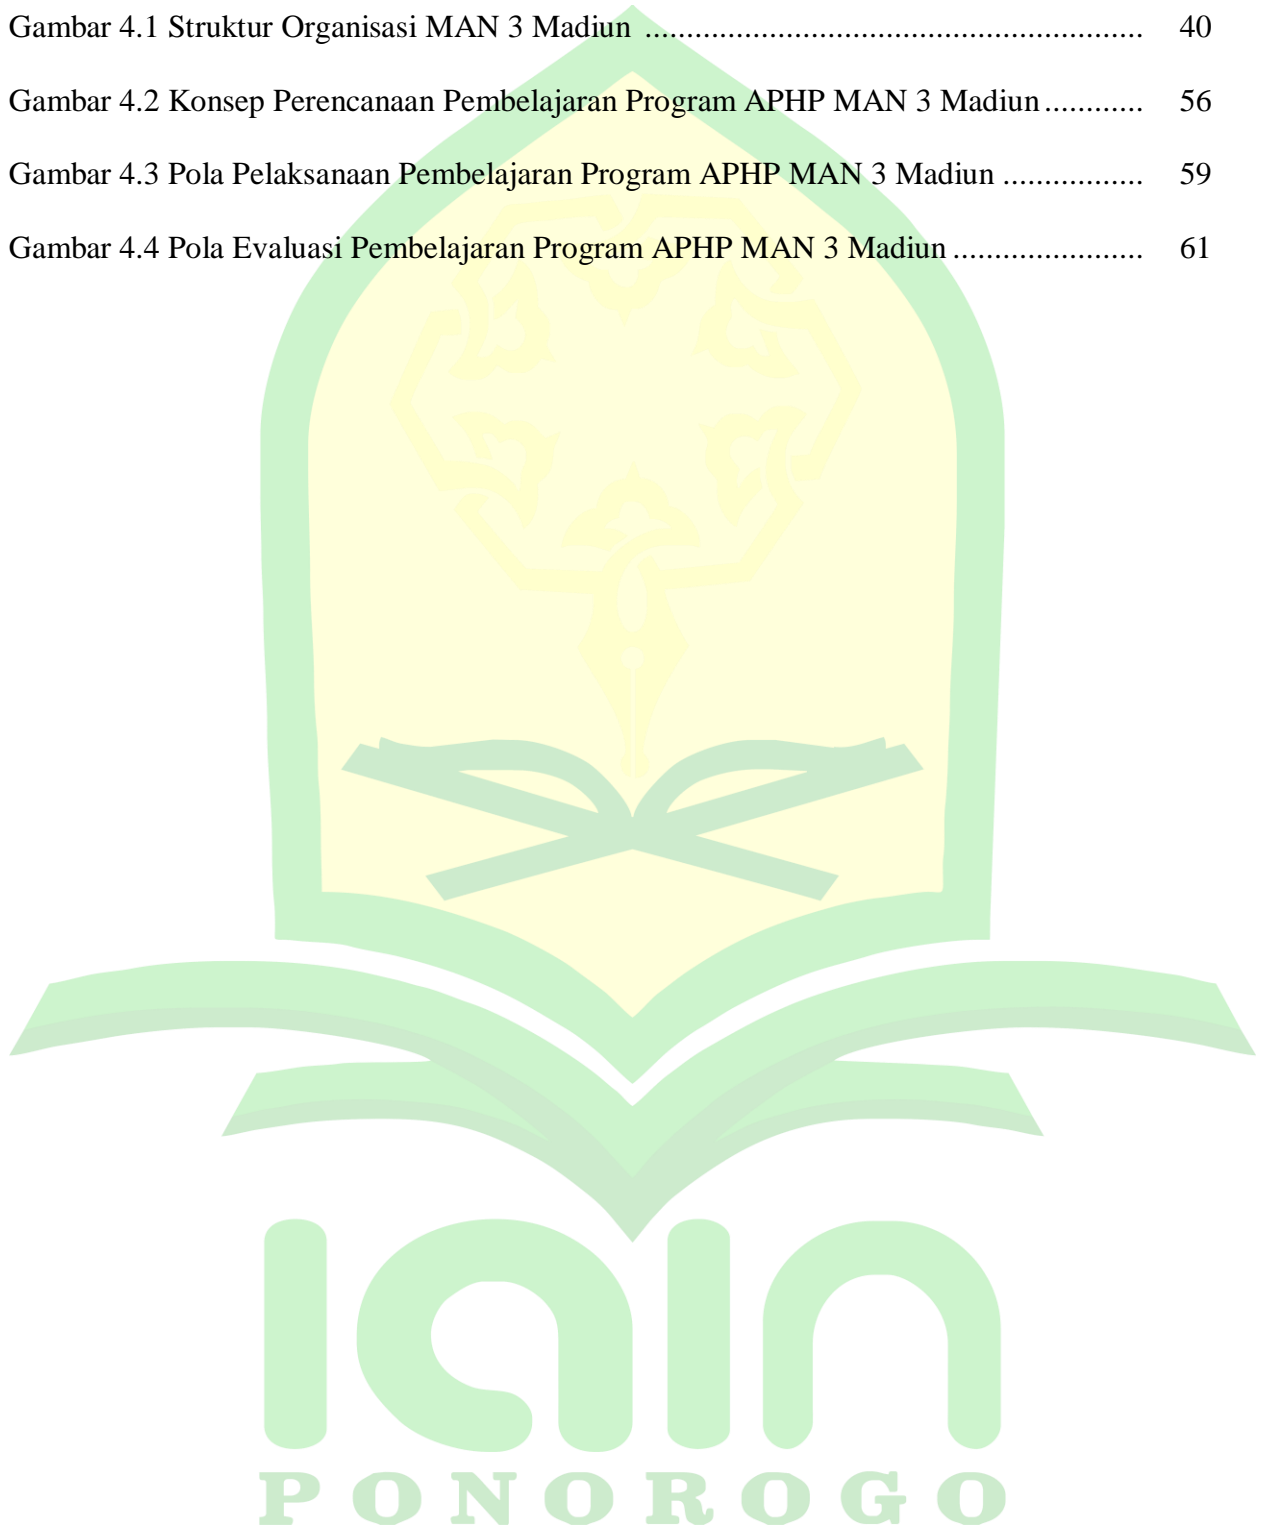 Gambar 4.1 Struktur Organisasi MAN 3 Madiun ............................................................ 40
Gambar 4.2 Konsep Perencanaan Pembelajaran Program APHP MAN 3 Madiun ............ 56
Gambar 4.3 Pola Pelaksanaan Pembelajaran Program APHP MAN 3 Madiun ................. 59
Gambar 4.4 Pola Evaluasi Pembelajaran Program APHP MAN 3 Madiun ....................... 61
iain
PONOROGO